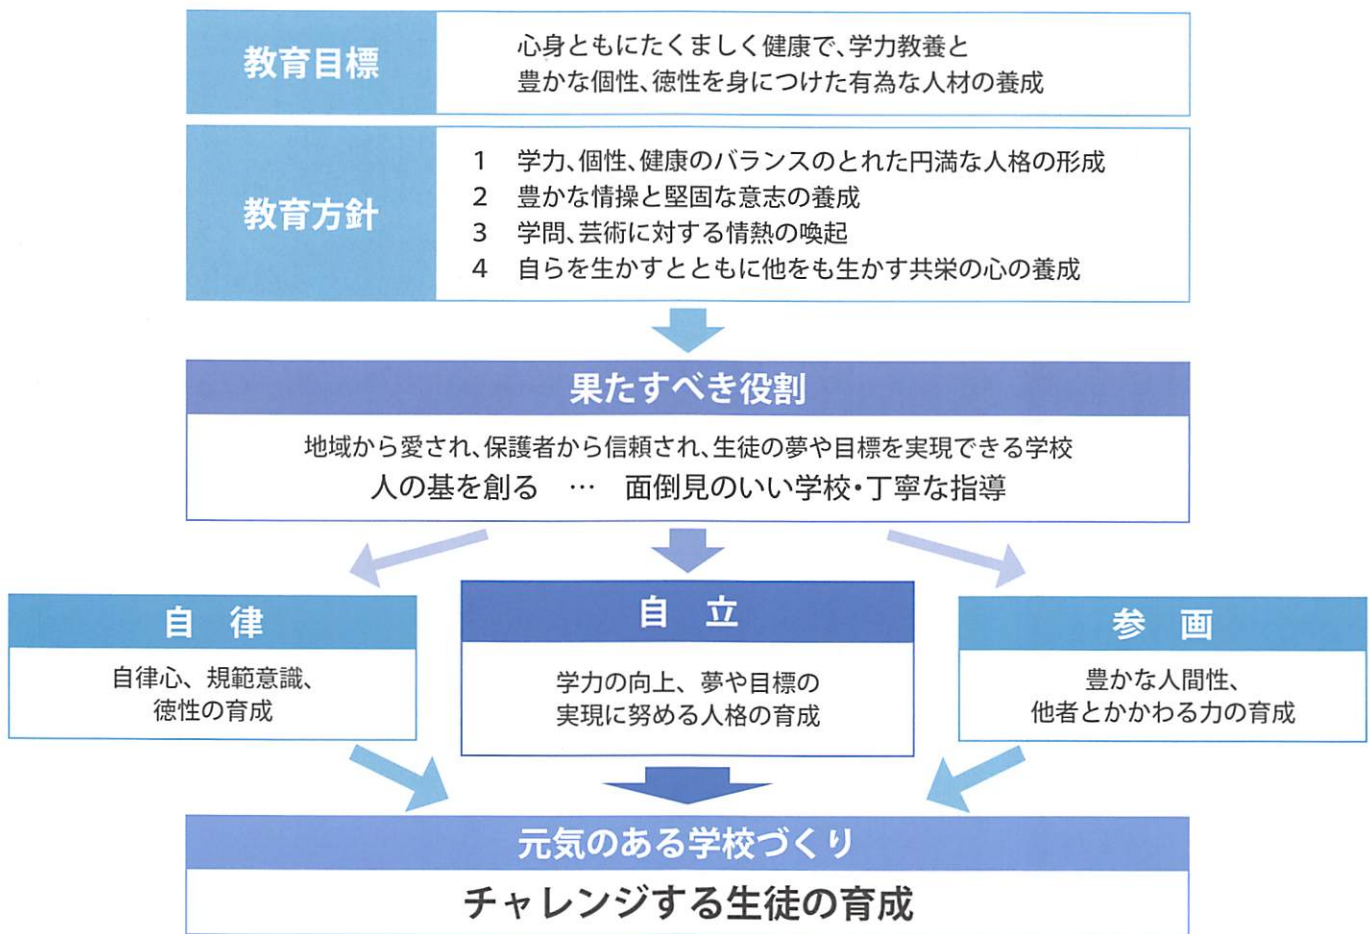 教育目標
心身ともにたくましく健康で、学力教養と
豊かな個性、徳性を身につけた有為な人材の養成
教育方針
1 学力、個性、健康のバランスのとれた円満な人格の形成
2 豊かな情操と堅固な意志の養成
3 学問、芸術に対する情熱の喚起
4 自らを生かすとともに他をも生かす共栄の心の養成
果たすべき役割
地域から愛され、保護者から信頼され、生徒の夢や目標を実現できる学校
人の基を創る … 面倒見のいい学校・丁寧な指導
自 律
自律心、規範意識、
徳性の育成
自 立
学力の向上、夢や目標の
実現に努める人格の育成
参 画
豊かな人間性、
他者とかかわる力の育成
元気のある学校づくり
チャレンジする生徒の育成